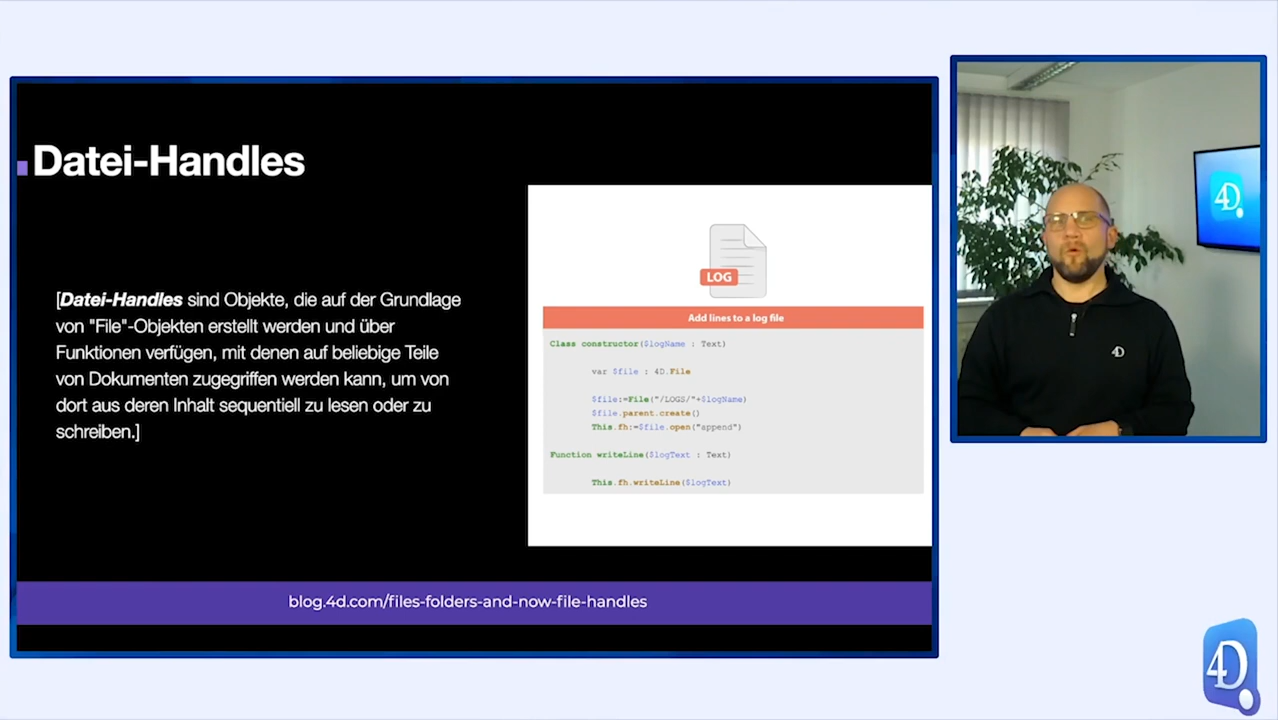 Datei-Handles
[Datei-Handles sind Objekte, die auf der Grundlage
von "File"-Objekten erstellt werden und über
Funktionen verfügen, mit denen auf beliebige Teile
von Dokumenten zugegriffen werden kann, um von
dort aus deren Inhalt sequentiell zu lesen oder zu
schreiben.]
LOG
Add lines to a log file
Class constructor($logName : Text)
var $file : 4D.File
$file:=File("/LOGS/"+$logName)
$file.parent.create()
This.fh:=$file.open("append")
Function writeLine($logText : Text)
This.fh.writeLine($logText)
blog.4d.com/files-folders-and-now-file-handles
4D
4D
4D